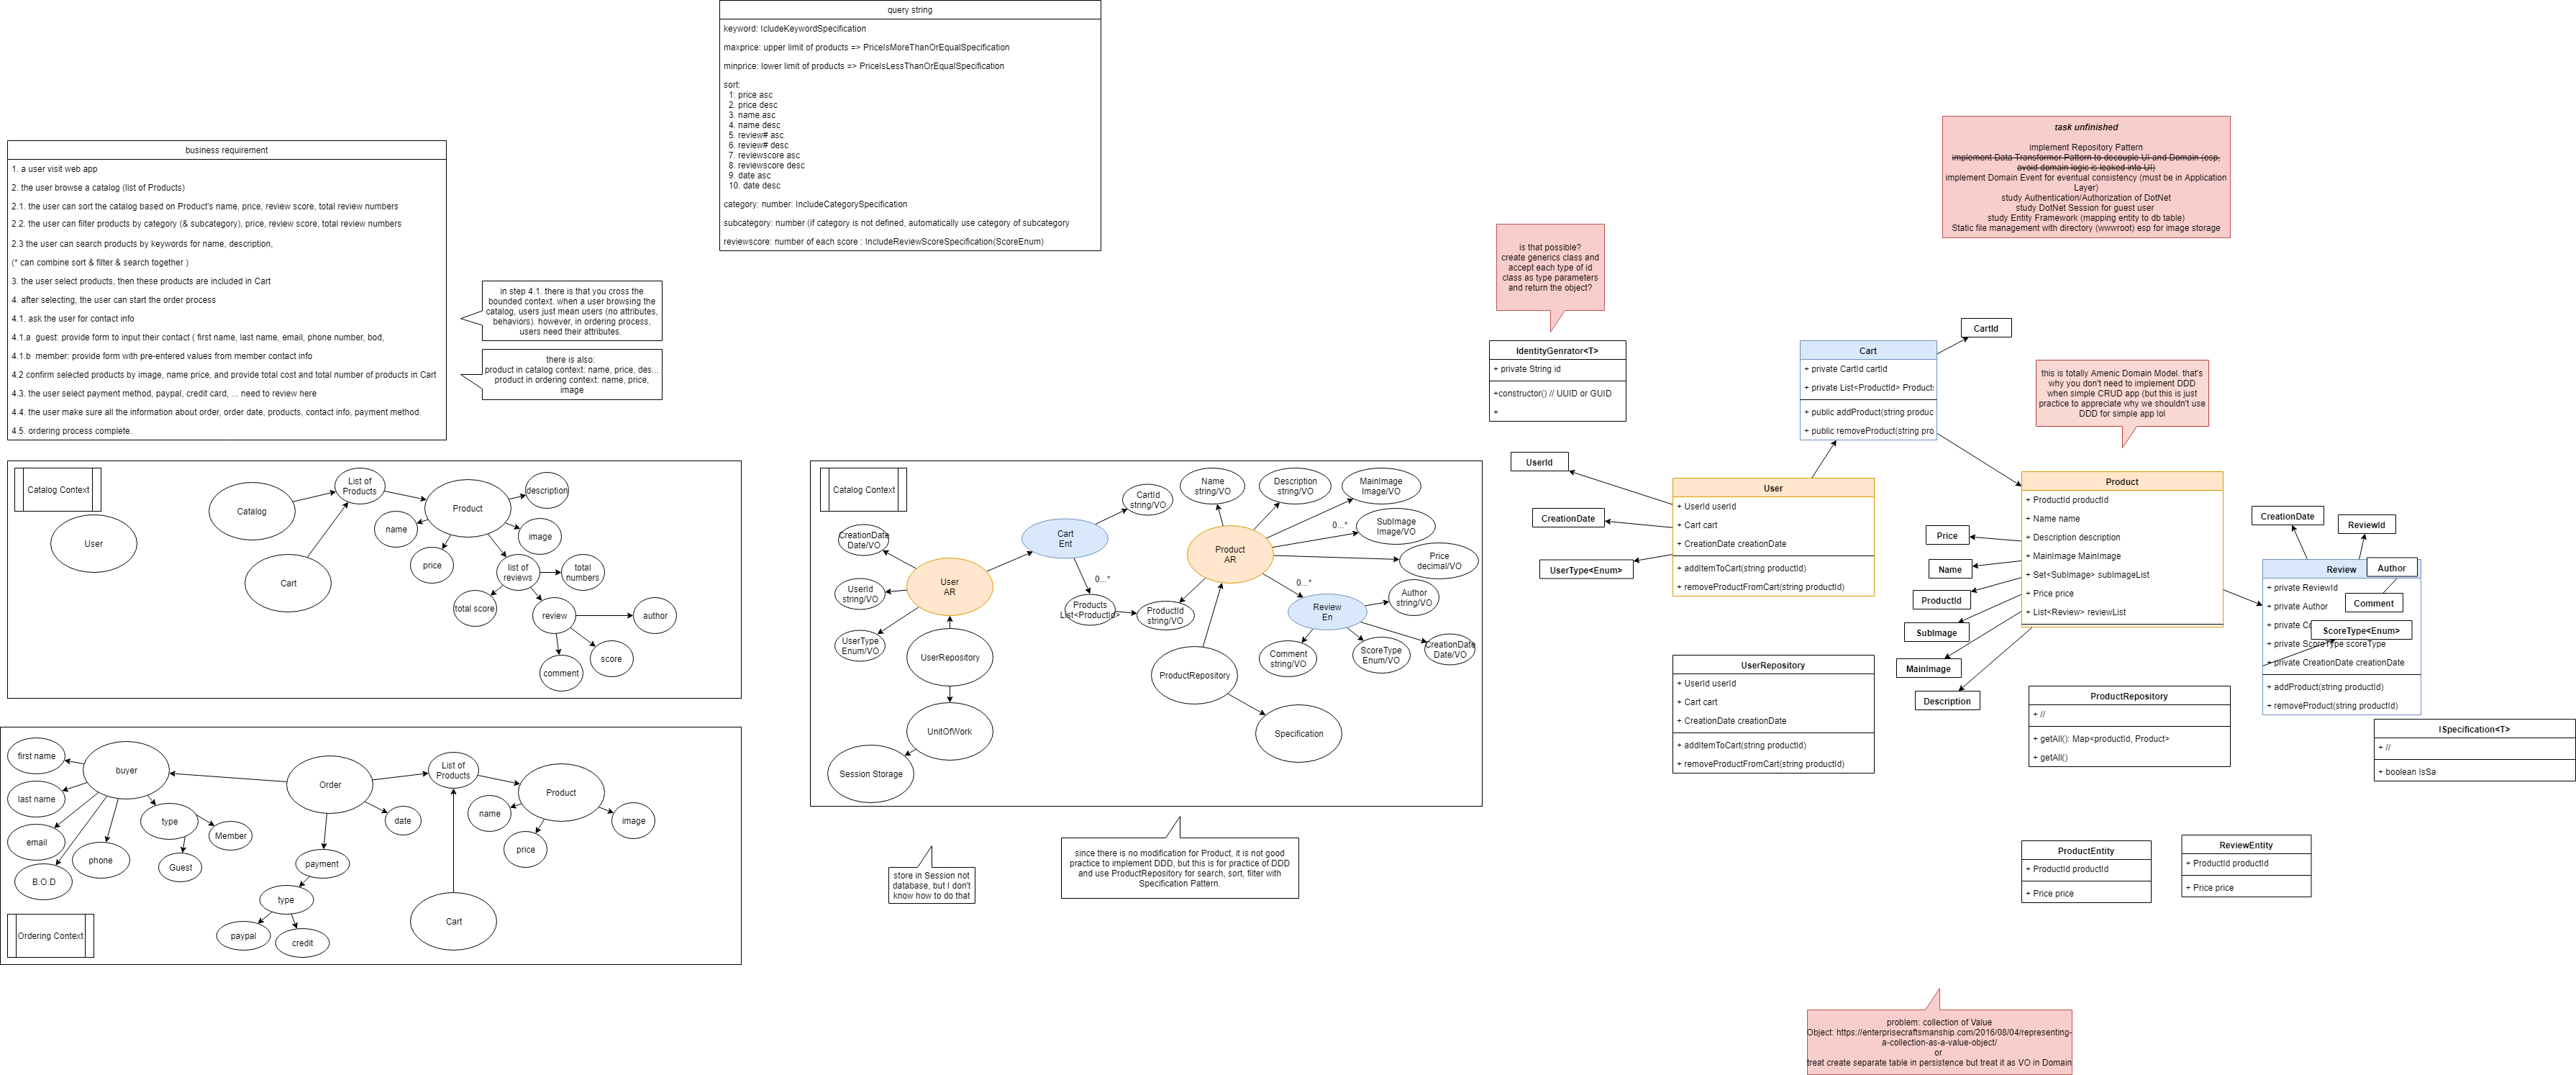 query string
keyword: IcludeKeywordSpecification
maxprice: upper limit of products => PriceIsMoreThanOrEqualSpecification
minprice: lower limit of products => PriceIsLessThanOrEqualSpecification
sort:
1: price asc
2. price desc
3. name asc
4. name desc
5. review# asc
6. review# desc
7. reviewscore asc
8. reviewscore desc
9. date asc
10. date desc
category: number: IncludeCategorySpecification
subcategory: number (if category is not defined, automatically use category of subcategory
reviewscore: number of each score : IncludeReviewScoreSpecification(ScoreEnum)
business requirement
1. a user visit web app
2. the user browse a catalog (list of Products)
2.1. the user can sort the catalog based on Product's name, price, review score, total review numbers
2.2. the user can filter products by category (& subcategory), price, review score, total review numbers
2.3 the user can search products by keywords for name, description,
(* can combine sort & filter & search together )
3. the user select products, then these products are included in Cart
4. after selecting, the user can start the order process
4.1. ask the user for contact info
4.1.a  guest: provide form to input their contact ( first name, last name, email, phone number, bod,
4.1.b  member: provide form with pre-entered values from member contact info
4.2 confirm selected products by image, name price, and provide total cost and total number of products in Cart
4.3. the user select payment method, paypal, credit card, ... need to review here
4.4. the user make sure all the information about order, order date, products, contact info, payment method.
4.5. ordering process complete.
in step 4.1. there is that you cross the
bounded context. when a user browsing the
catalog, users just mean users (no attributes,
behaviors). however, in ordering process,
users need their attributes.
there is also:
product in catalog context: name, price, des...
product in ordering context: name, price,
image
Catalog Context
User
Catalog
Cart
List of
Products
Product
description
name
image
price
list of
reviews
total
numbers
total score
review
author
score
comment
first name
last name
email
B.O.D
phone
buyer
type
Member
Guest
Order
date
payment
type
paypal
credit
List of
Products
Product
name
image
price
Cart
Ordering Context
Catalog Context
CreationDate
Date/VO
UserId
string/VO
UserType
Enum/VO
User
AR
UserRepository
UnitOfWork
Session Storage
Cart
Ent
CartId
string/VO
0...*
Products
List<ProductId>
ProductId
string/VO
Name
string/VO
Description
string/VO
MainImage
Image/VO
0...*
SubImage
Image/VO
Product
AR
Price
decimal/VO
0...*
Review
En
Author
string/VO
Comment
string/VO
ScoreType
Enum/VO
CreationDate
Date/VO
ProductRepository
Specification
store in Session not
database, but I don't
know how to do that
since there is no modification for Product, it is not good
practice to implement DDD, but this is for practice of DDD
and use ProductRepository for search, sort, filter with
Specification Pattern.
is that possible?
create generics class and
accept each type of id
class as type parameters
and return the object?
IdentityGenrator<T>
+ private String id
+constructor() // UUID or GUID
+
task unfinished
implement Repository Pattern
implement Data Transformer Pattern to decouple UI and Domain (esp,
avoid domain logic is leaked into UI)
implement Domain Event for eventual consistency (must be in Application
Layer)
study Authentication/Authorization of DotNet
study DotNet Session for guest user
study Entity Framework (mapping entity to db table)
Static file management with directory (wwwroot) esp for image storage
CartId
Cart
+ private CartId cartId
+ private List<ProductId> Product
+ public addProduct(string produc
+ public removeProduct(string pro
this is totally Amenic Domain Model. that's
why you don't need to implement DDD
when simple CRUD app (but this is just
practice to appreciate why we shouldn't use
DDD for simple app lol
UserId
CreationDate
UserType<Enum>
User
+ UserId userId
+ Cart cart
+ CreationDate creationDate
+ addItemToCart(string productId)
+ removeProductFromCart(string productId)
UserRepository
+ UserId userId
+ Cart cart
+ CreationDate creationDate
+ addItemToCart(string productId)
+ removeProductFromCart(string productId)
Price
Name
ProductId
SubImage
MainImage
Description
Product
+ ProductId productId
+ Name name
+ Description description
+ MainImage MainImage
+ Set<SubImage> subImageList
+ Price price
+ List<Review> reviewList
CreationDate
ReviewId
Author
Comment
ScoreType<Enum>
Review
+ private ReviewId
+ private Author
+ private Co
+ private ScoreType scoreType
+ private CreationDate creationDate
+ addProduct(string productId)
+ removeProduct(string productId)
ProductRepository
+ //
+ getAll(): Map<productId, Product>
+ getAll()
ISpecification<T>
+ //
+ boolean IsSa
ProductEntity
+ ProductId productId
+ Price price
ReviewEntity
+ ProductId productId
+ Price price
problem: collection of Value
Object: https://enterprisecraftsmanship.com/2016/08/04/representing-
a-collection-as-a-value-object/
or
treat create separate table in persistence but treat it as VO in Domain